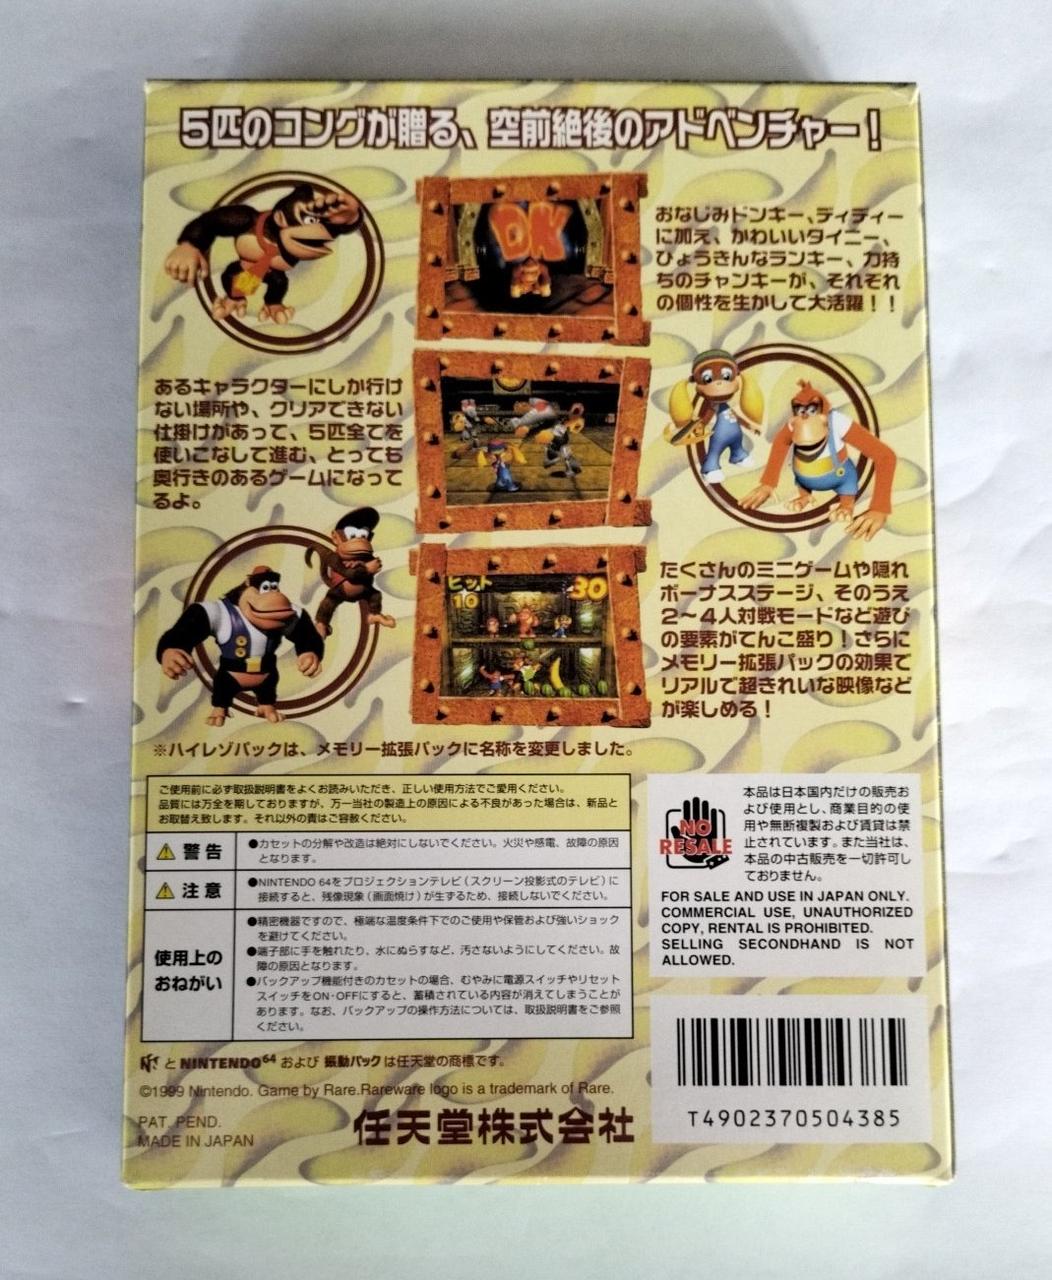 5匹のコングが贈る、空前絶後のアドベンチャー!
DK
おなじみドンキー、ディディー
に加え、かわいいタイニー、
ひょうきんなランキー、力持
ちのチャンキーが、それぞれ
の個性を生かして大活躍!!
あるキャラクターにしか行け
ない場所や、クリアできない
仕掛けがあって、5匹全てを
使いこなして進む、とっても
奥行きのあるゲームになって
るよ。
ヒット
10
30
たくさんのミニゲームや隠れ
ボーナスステージ、そのうえ
2〜4人対戦モードなど遊び
の要素がてんこ盛り!さらに
メモリー拡張パックの効果で
リアルで超きれいな映像など
が楽しめる!
※ハイレゾパックは、メモリー拡張パックに名称を変更しました。
ご使用前に必ず取扱説明書をよくお読みいただき、正しい使用方法でご愛用ください。
品質には万全を期しておりますが、万一当社の製造上の原因による不良があった場合は、新品と
お取替え致します。それ以外の責はご容赦ください。
警告
●カセットの分解や改造は絶対にしないでください。火災や感電、故障の原因
となります。
注意
●NINTENDO 64をプロジェクションテレビ(スクリーン投影式のテレビ)に
接続すると、残像現象(画面焼け)が生ずるため、接続しないでください。
使用上の
おねがい
●精密機器ですので、極端な温度条件下でのご使用や保管および強いショック
を避けてください。
●端子部に手を触れたり、水にぬらすなど、汚さないようにしてください。故
障の原因となります。
●バックアップ機能付きのカセットの場合、むやみに電源スイッチやリセット
スイッチをON・OFFにすると、蓄積されている内容が消えてしまうことが
あります。なお、バックアップの操作方法については、取扱説明書をご参照
ください。
NO
RESALE
本品は日本国内だけの販売お
よび使用とし、商業目的の使
用や無断複製および賃貸は禁
止されています。また当社は、
本品の中古販売を一切許可し
ておりません。
FOR SALE AND USE IN JAPAN ONLY.
COMMERCIAL USE, UNAUTHORIZED
COPY, RENTAL IS PROHIBITED.
SELLING SECONDHAND IS NOT
ALLOWED.
と NINTENDO64 および 振動パック は任天堂の商標です。
©1999 Nintendo. Game by Rare.Rareware logo is a trademark of Rare.
PAT. PEND.
MADE IN JAPAN
任天堂株式会社
T4902370504385